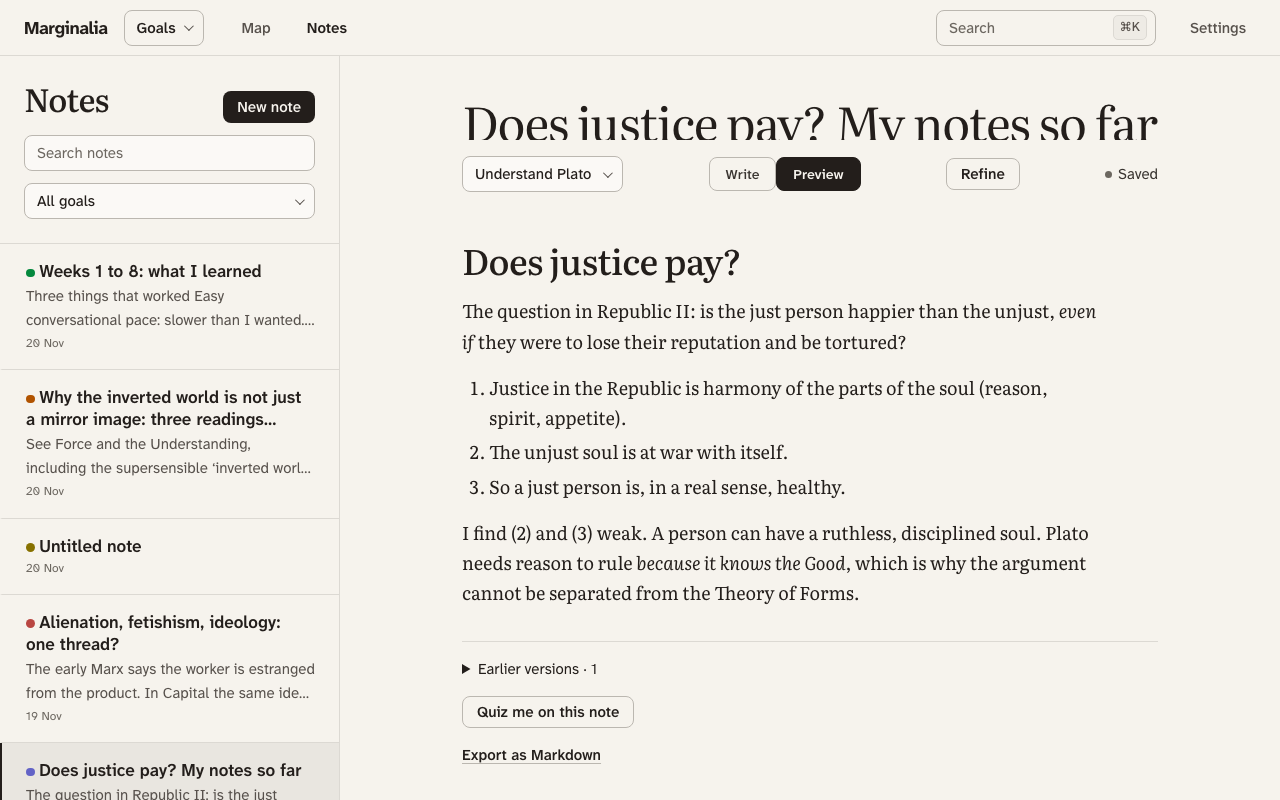 Marginalia
Goals
Map
Notes
Search
⌘K
Settings
Notes
New note
Search notes
All goals
Weeks 1 to 8: what I learned
Three things that worked Easy
conversational pace: slower than I wanted....
20 Nov
Why the inverted world is not just
a mirror image: three readings...
See Force and the Understanding,
including the supersensible ‘inverted worl...
20 Nov
Untitled note
20 Nov
Alienation, fetishism, ideology:
one thread?
The early Marx says the worker is estranged
from the product. In Capital the same ide...
19 Nov
Does justice pay? My notes so far
The question in Republic II: is the just
Does justice pay? My notes so far
Understand Plato
Write
Preview
Refine
Saved
Does justice pay?
The question in Republic II: is the just person happier than the unjust, even
if they were to lose their reputation and be tortured?
1. Justice in the Republic is harmony of the parts of the soul (reason,
spirit, appetite).
2. The unjust soul is at war with itself.
3. So a just person is, in a real sense, healthy.
I find (2) and (3) weak. A person can have a ruthless, disciplined soul. Plato
needs reason to rule because it knows the Good, which is why the argument
cannot be separated from the Theory of Forms.
Earlier versions · 1
Quiz me on this note
Export as Markdown